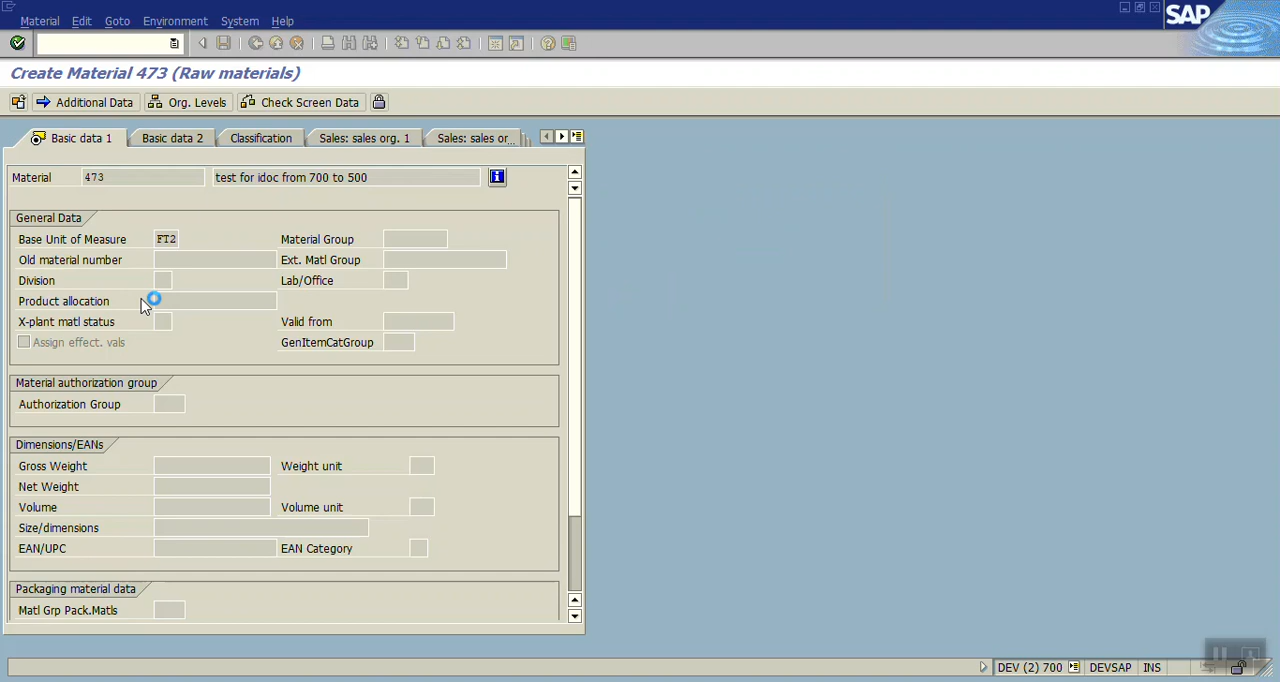 Material Edit Goto Environment System Help
SAP
Create Material 473 (Raw materials)
Additional Data Org. Levels Check Screen Data
Basic data 1 Basic data 2 Classification Sales: sales org. 1 Sales: sales or...
Material 473 test for idoc from 700 to 500
General Data
Base Unit of Measure FT2 Material Group
Old material number Ext. Matl Group
Division Lab/Office
Product allocation
X-plant matl status Valid from
Assign effect. vals GenItemCatGroup
Material authorization group
Authorization Group
Dimensions/EANs
Gross Weight Weight unit
Net Weight
Volume Volume unit
Size/dimensions
EAN/UPC EAN Category
Packaging material data
Matl Grp Pack.Matls
DEV (2) 700 DEVSAP INS